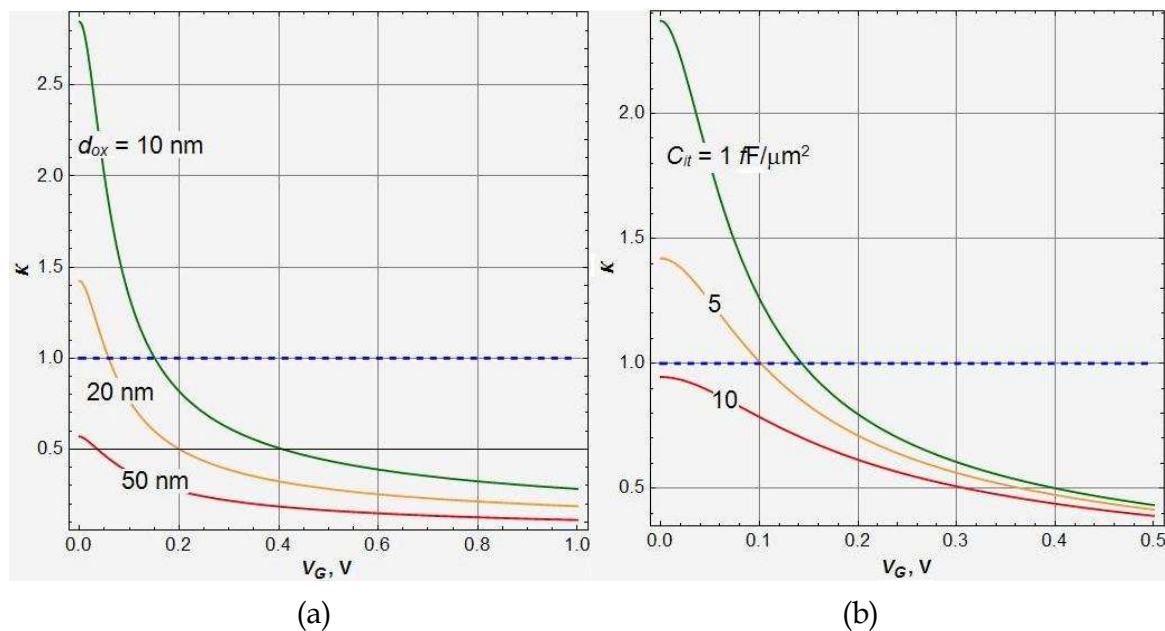 2.5
2.0
1.5
1.0
0.5
κ
d_ox = 10 nm
20 nm
50 nm
0.0 0.2 0.4 0.6 0.8 1.0
V_G, V
(a)
2.0
1.5
1.0
0.5
κ
C_it = 1 fF/μm²
5
10
0.0 0.1 0.2 0.3 0.4 0.5
V_G, V
(b)